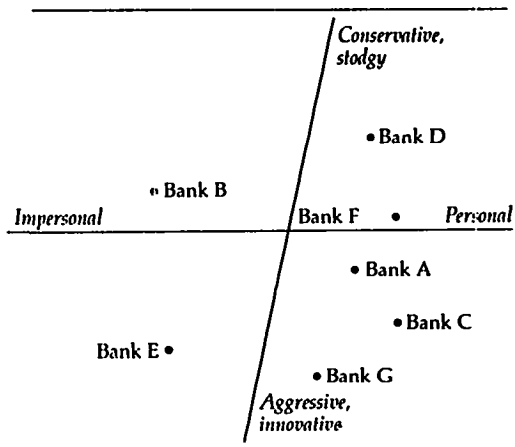 Conservative,
stodgy
Bank D
Bank B
Impersonal
Bank F
Personal
Bank A
Bank C
Bank E
Bank G
Aggressive,
innovative